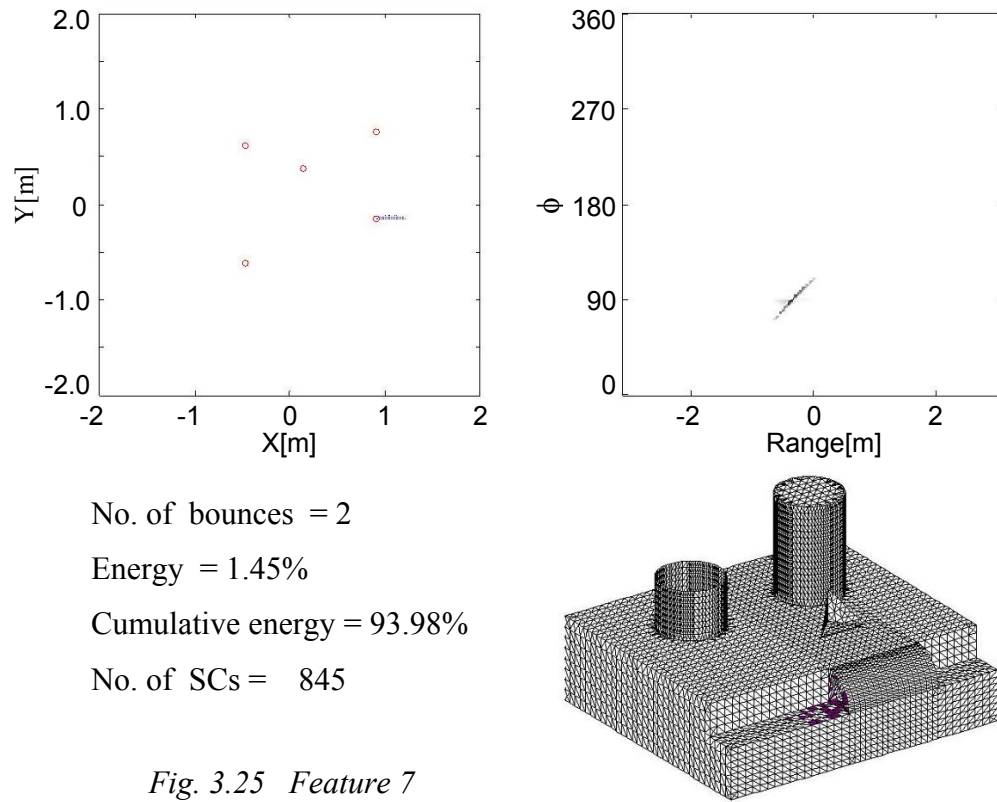 2.0
1.0
0
-1.0
-2.0
Y[m]
-2
-1
0
1
2
X[m]
360
270
180
90
0
ϕ
-2
0
2
Range[m]
No. of bounces = 2
Energy = 1.45%
Cumulative energy = 93.98%
No. of SCs = 845
Fig. 3.25 Feature 7